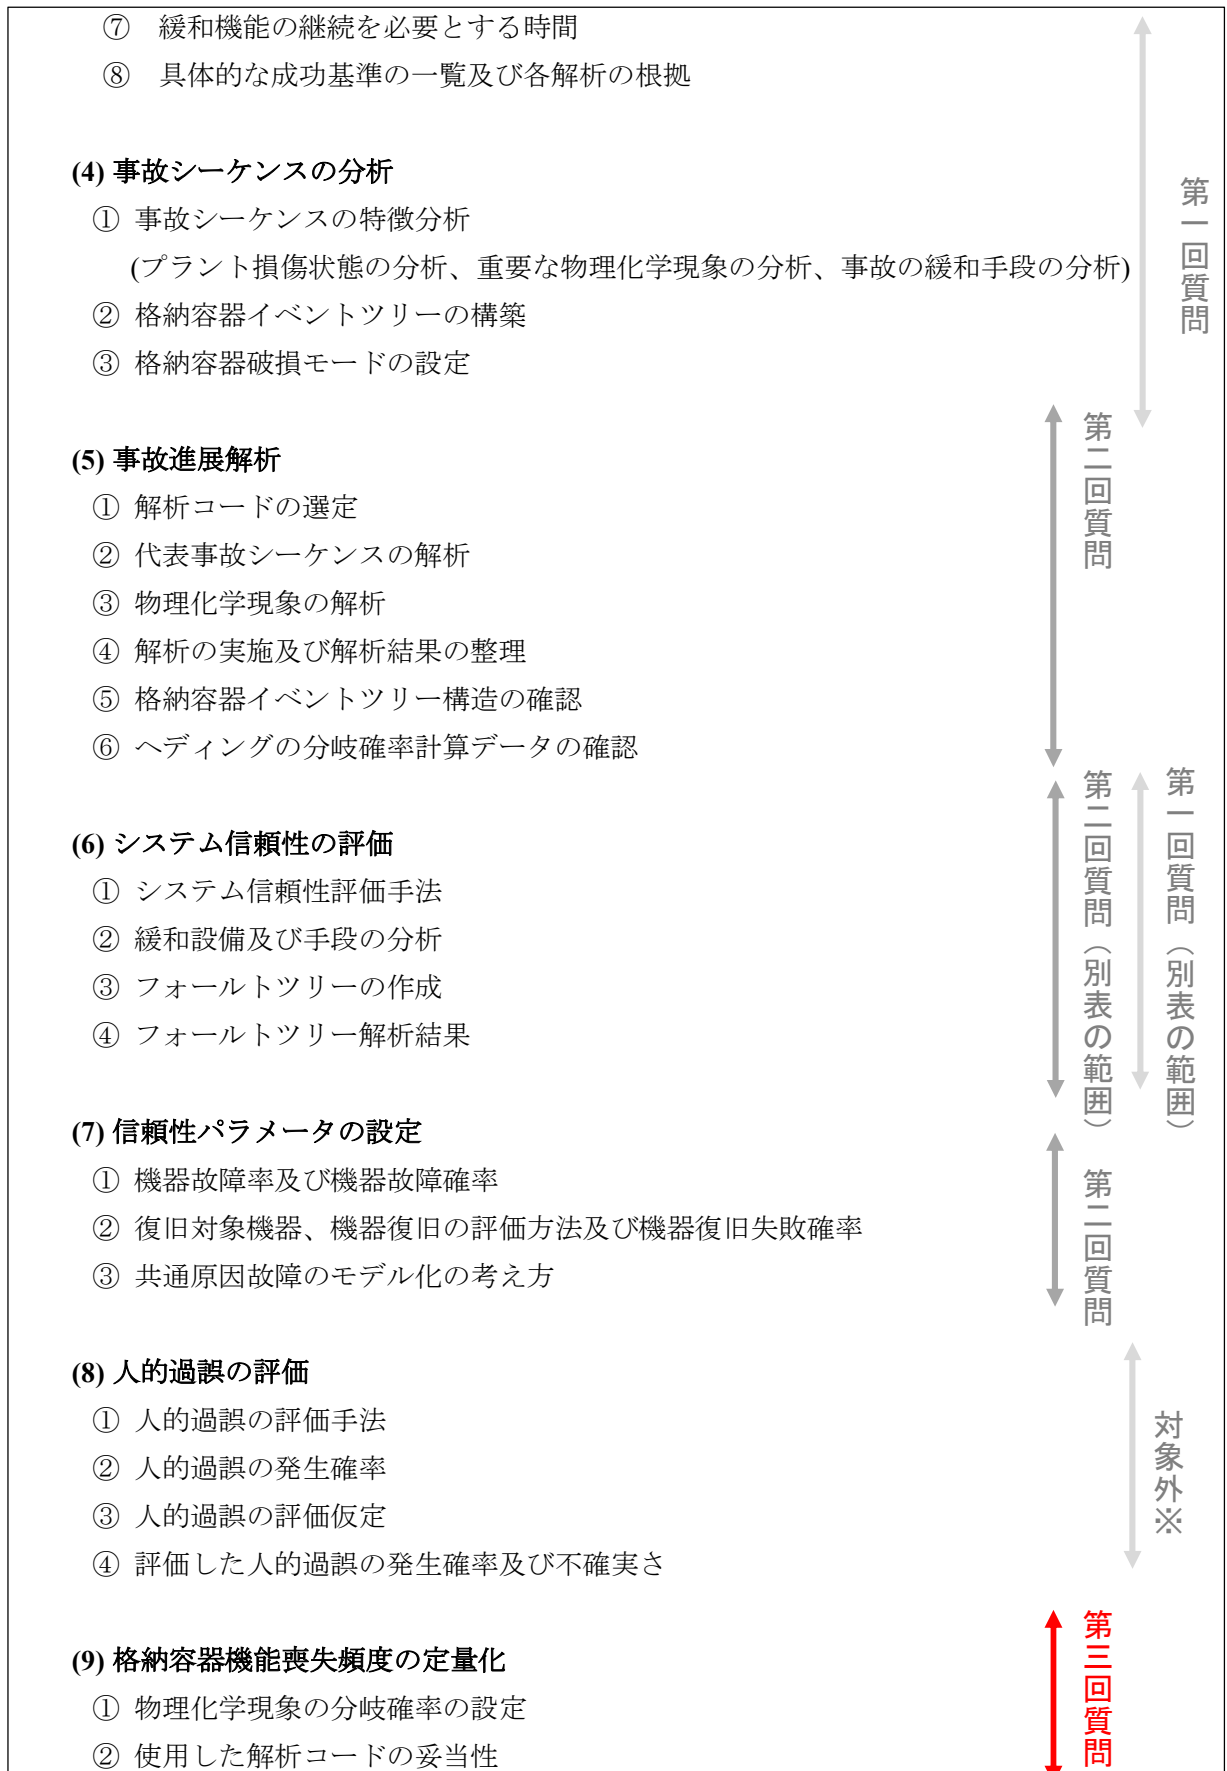 ⑦ 緩和機能の継続を必要とする時間
⑧ 具体的な成功基準の一覧及び各解析の根拠
(4) 事故シーケンスの分析
① 事故シーケンスの特徴分析
(プラント損傷状態の分析、重要な物理化学現象の分析、事故の緩和手段の分析)
② 格納容器イベントツリーの構築
③ 格納容器破損モードの設定
第一回質問
(5) 事故進展解析
① 解析コードの選定
② 代表事故シーケンスの解析
③ 物理化学現象の解析
④ 解析の実施及び解析結果の整理
⑤ 格納容器イベントツリー構造の確認
⑥ ヘディングの分岐確率計算データの確認
第二回質問
(6) システム信頼性の評価
① システム信頼性評価手法
② 緩和設備及び手段の分析
③ フォールトツリーの作成
④ フォールトツリー解析結果
第二回質問（別表の範囲）
第一回質問（別表の範囲）
(7) 信頼性パラメータの設定
① 機器故障率及び機器故障確率
② 復旧対象機器、機器復旧の評価方法及び機器復旧失敗確率
③ 共通原因故障のモデル化の考え方
第二回質問
(8) 人的過誤の評価
① 人的過誤の評価手法
② 人的過誤の発生確率
③ 人的過誤の評価仮定
④ 評価した人的過誤の発生確率及び不確実さ
対象外※
(9) 格納容器機能喪失頻度の定量化
① 物理化学現象の分岐確率の設定
② 使用した解析コードの妥当性
第三回質問